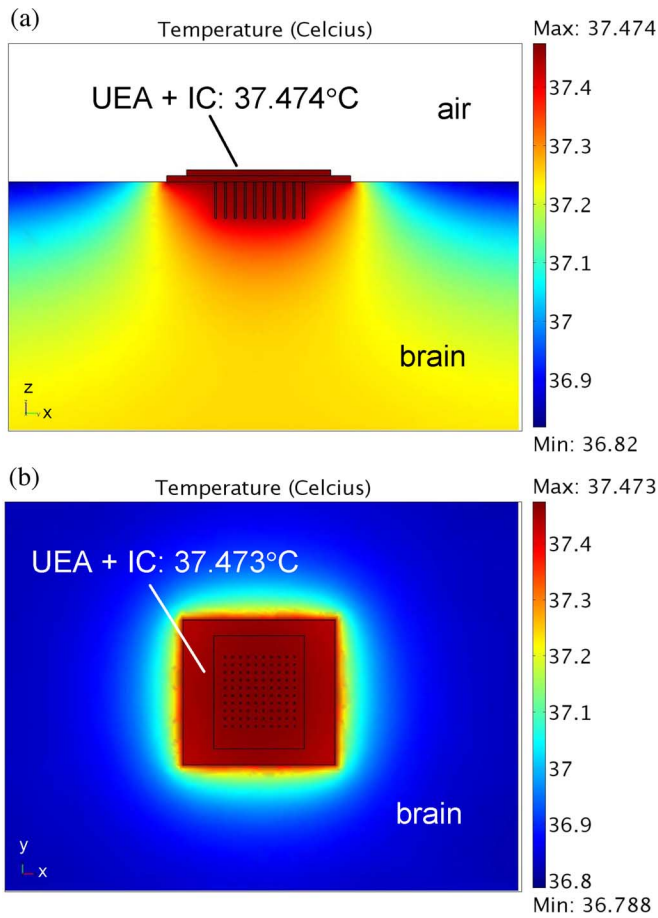 (a)
Temperature (Celcius)
Max: 37.474
UEA + IC: 37.474°C
air
37.4
37.3
37.2
37.1
37
36.9
brain
z
x
Min: 36.82
(b)
Temperature (Celcius)
Max: 37.473
UEA + IC: 37.473°C
37.4
37.3
37.2
37.1
37
36.9
36.8
brain
y
x
Min: 36.788